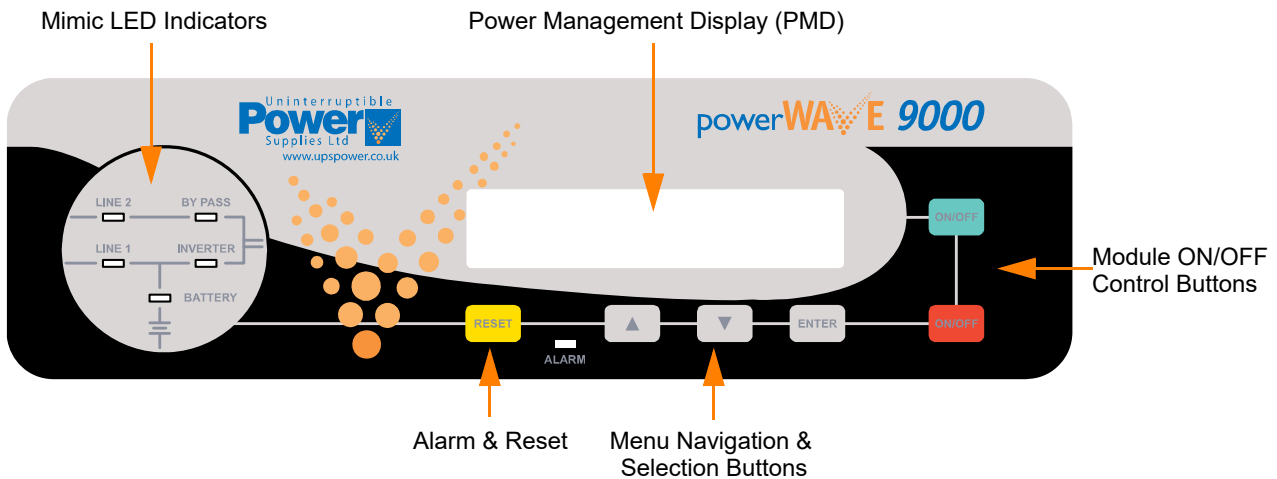 Mimic LED Indicators
Power Management Display (PMD)
Uninterruptible
Power
Supplies Ltd
www.upspower.co.uk
powerWAVE 9000
LINE 2
BY PASS
LINE 1
INVERTER
BATTERY
ON/OFF
Module ON/OFF
Control Buttons
RESET
ALARM
▲
▼
ENTER
ON/OFF
Alarm & Reset
Menu Navigation &
Selection Buttons